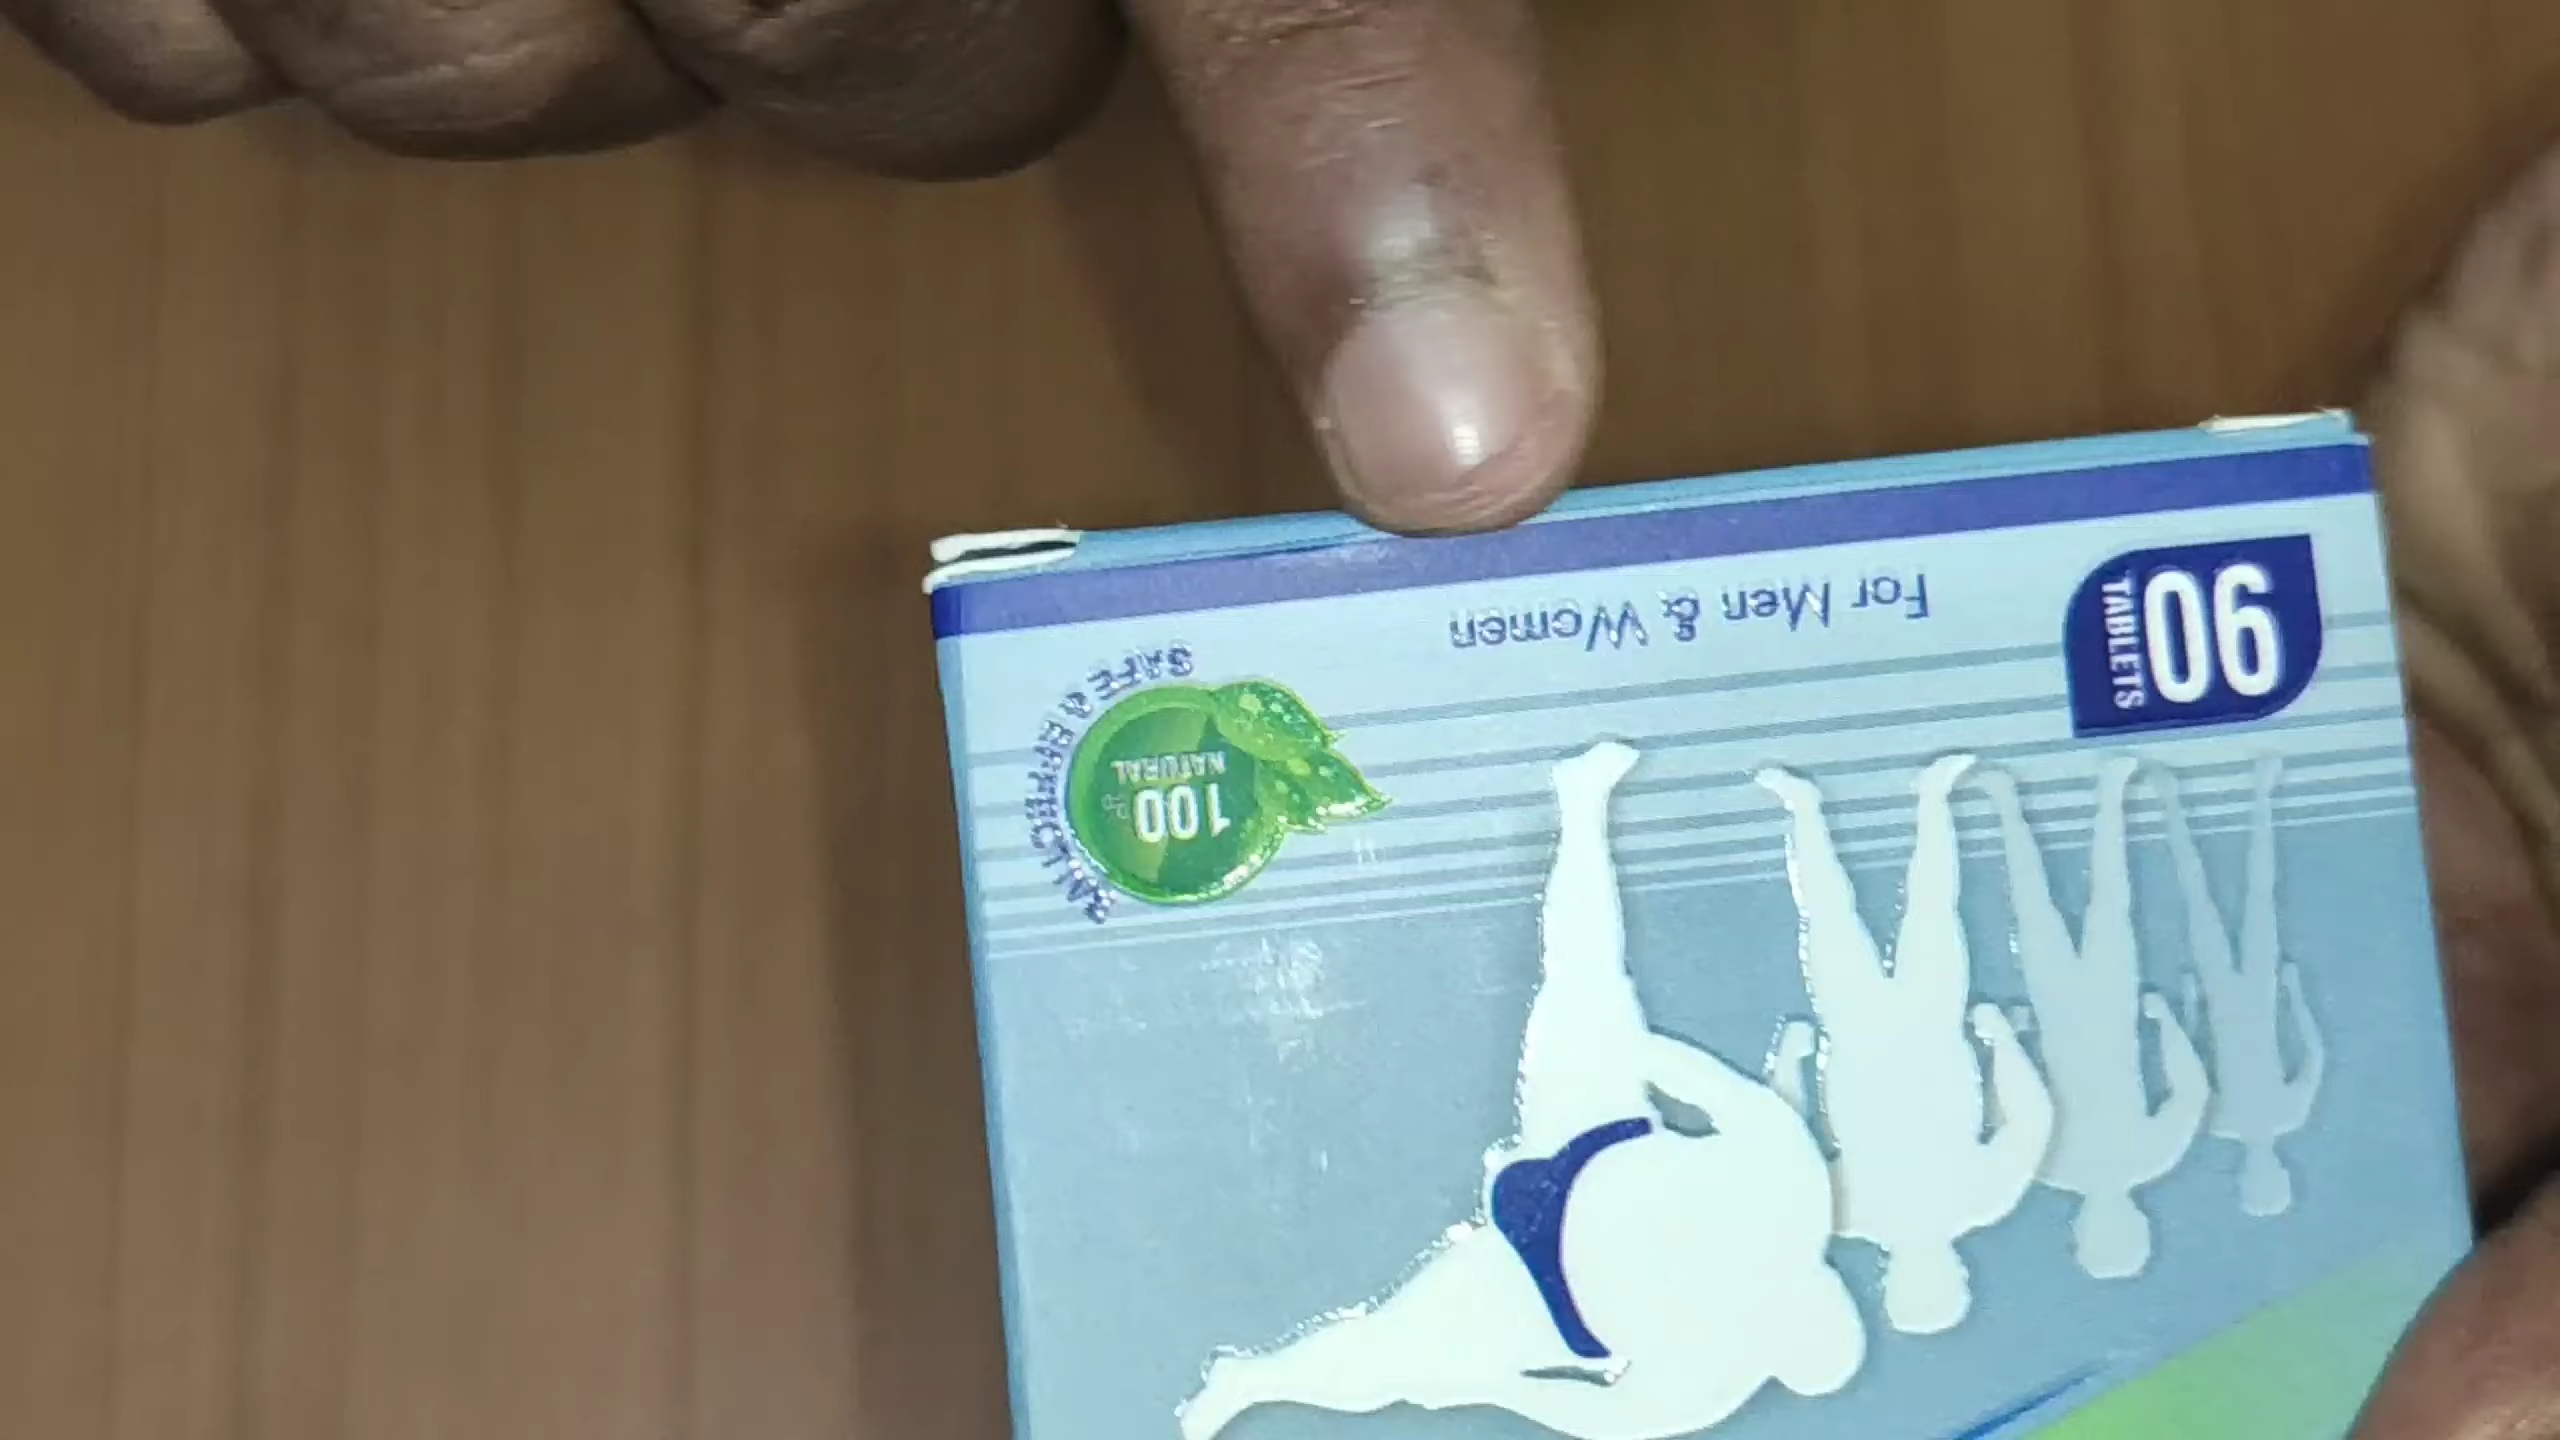 90
TABLETS
For Men & Women
SAFE & EFFECTIVE
100%
NATURAL